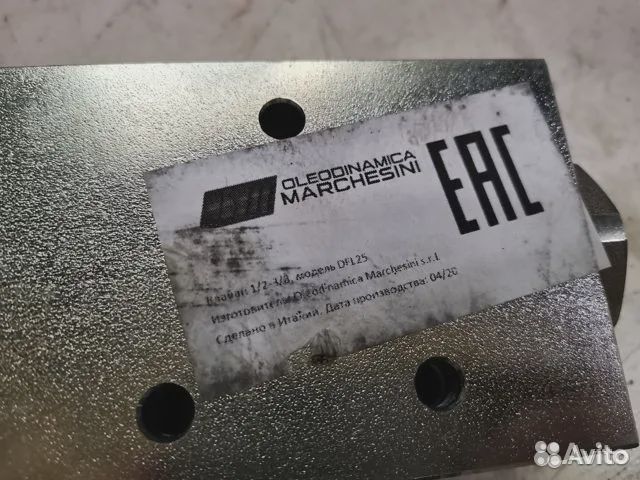 OLEODINAMICA
MARCHESINI
EAC
Клапан 1/2-3/8, модель DFL25
Изготовитель: Oleodinamica Marchesini s.r.l.
Сделано в Италии. Дата производства: 04/20
Avito